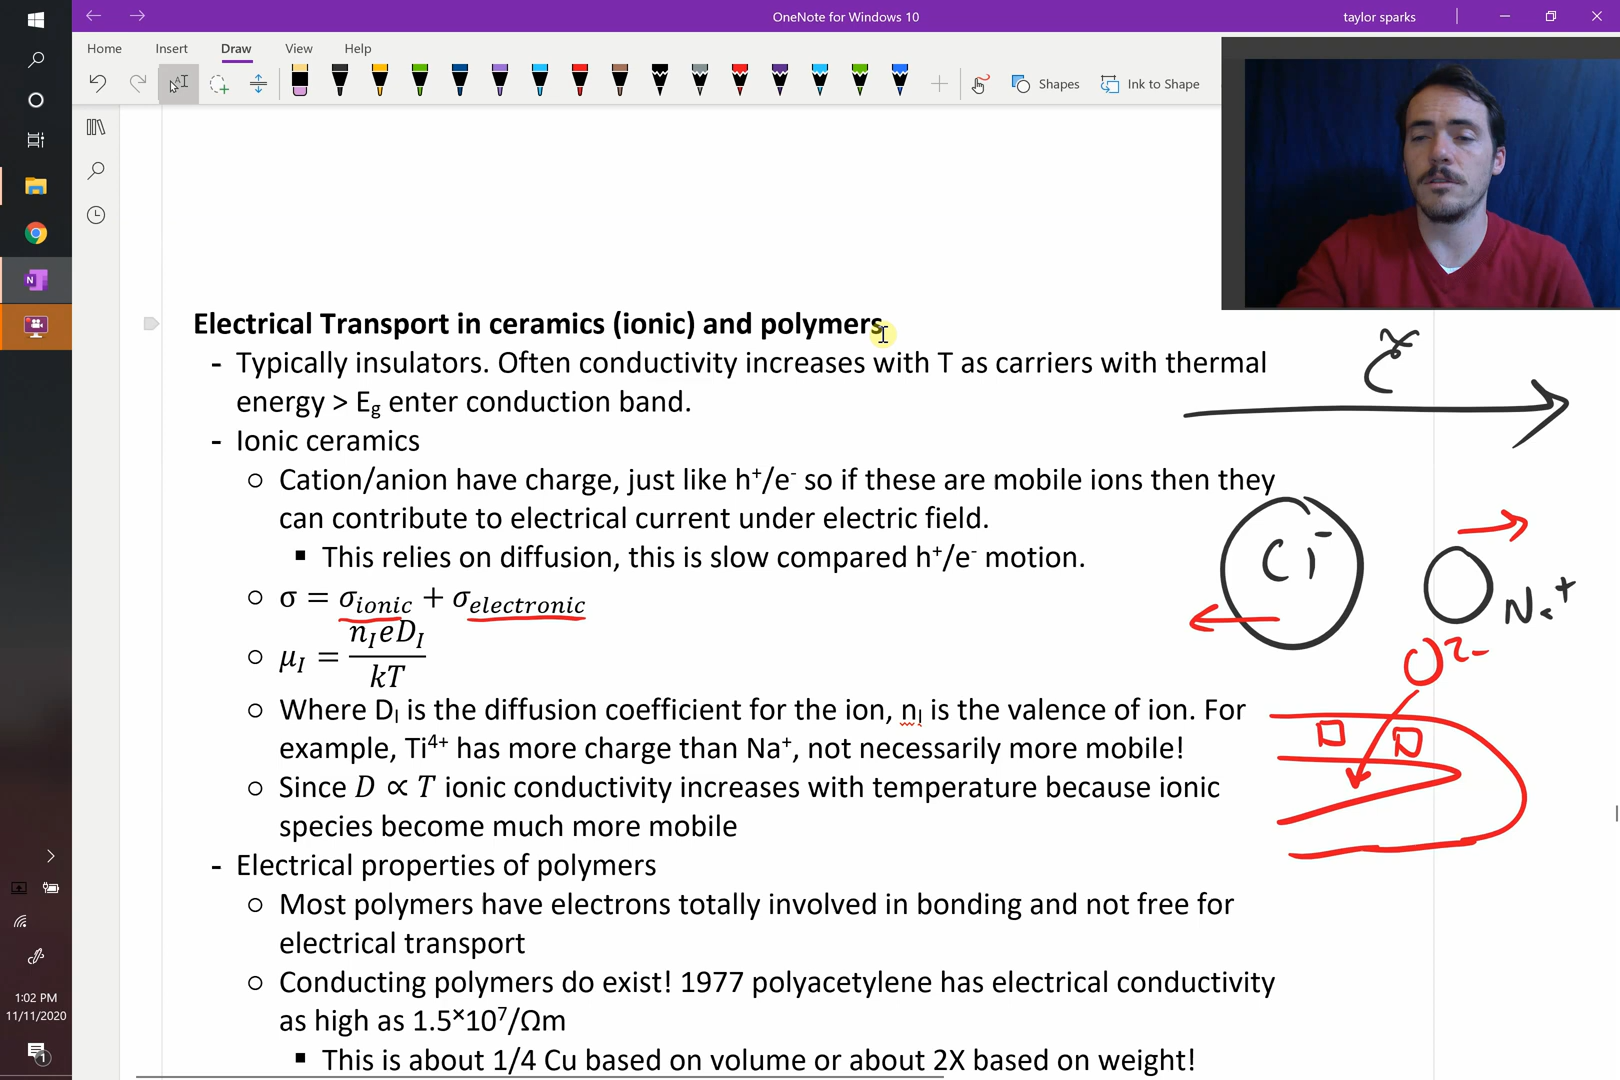 OneNote for Windows 10
taylor sparks
Home Insert Draw View Help
Shapes
Ink to Shape
Electrical Transport in ceramics (ionic) and polymers
- Typically insulators. Often conductivity increases with T as carriers with thermal
energy > Eg enter conduction band.
- Ionic ceramics
○ Cation/anion have charge, just like h⁺/e⁻ so if these are mobile ions then they
can contribute to electrical current under electric field.
▪ This relies on diffusion, this is slow compared h⁺/e⁻ motion.
○ σ = σ_ionic + σ_electronic
○ μ_I = n_I e D_I / kT
○ Where D_I is the diffusion coefficient for the ion, n_I is the valence of ion. For
example, Ti⁴⁺ has more charge than Na⁺, not necessarily more mobile!
○ Since D ∝ T ionic conductivity increases with temperature because ionic
species become much more mobile
- Electrical properties of polymers
○ Most polymers have electrons totally involved in bonding and not free for
electrical transport
○ Conducting polymers do exist! 1977 polyacetylene has electrical conductivity
as high as 1.5×10⁷/Ωm
▪ This is about 1/4 Cu based on volume or about 2X based on weight!
Cl⁻
Na⁺
O²⁻
1:02 PM
11/11/2020